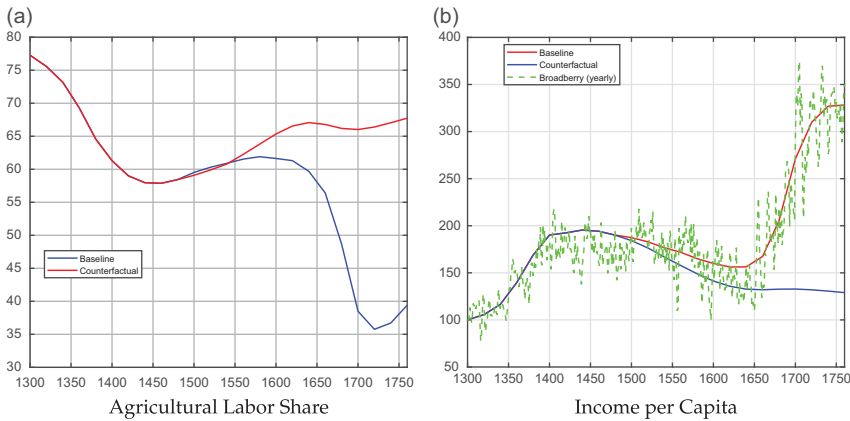 (a)
80
75
70
65
60
55
50
45
40
35
30
Baseline
Counterfactual
1300 1350 1400 1450 1500 1550 1600 1650 1700 1750
Agricultural Labor Share
(b)
400
350
300
250
200
150
100
50
Baseline
Counterfactual
Broadberry (yearly)
1300 1350 1400 1450 1500 1550 1600 1650 1700 1750
Income per Capita